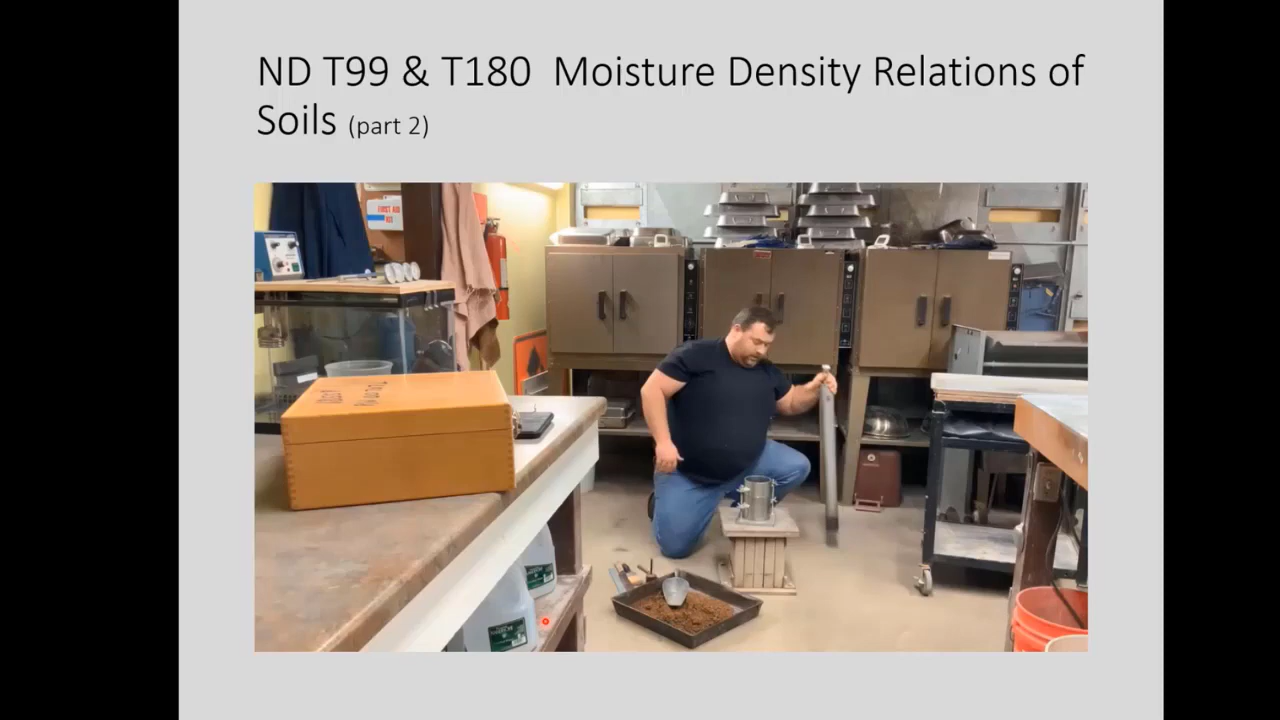 ND T99 & T180 Moisture Density Relations of
Soils (part 2)
FIRST AID